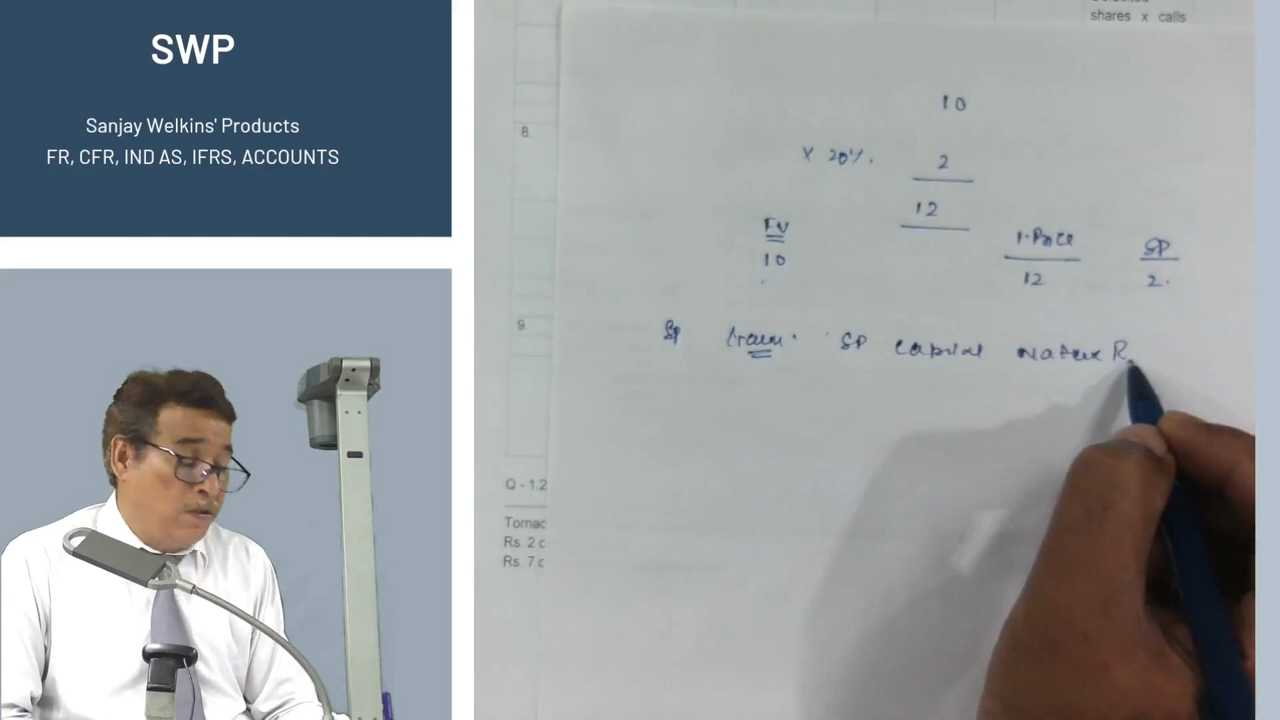 SWP
Sanjay Welkins' Products
FR, CFR, IND AS, IFRS, ACCOUNTS
shares x calls
8.
9.
Q - 1.2
Rs. 2 c
Rs. 7 c
10
X 20%. 2
12
FV
10
I. Price SP
12 2.
SP SP capital nature R